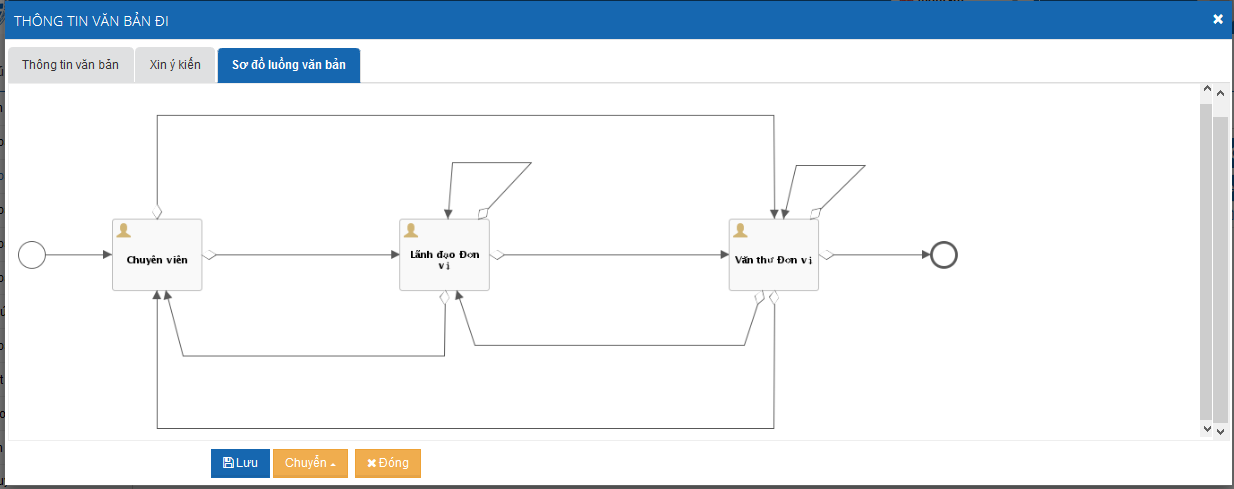 THÔNG TIN VĂN BẢN ĐI
Thông tin văn bản
Xin ý kiến
Sơ đồ luồng văn bản
Chuyên viên
Lãnh đạo Đơn
vị
Văn thư Đơn vị
Lưu
Chuyển
Đóng